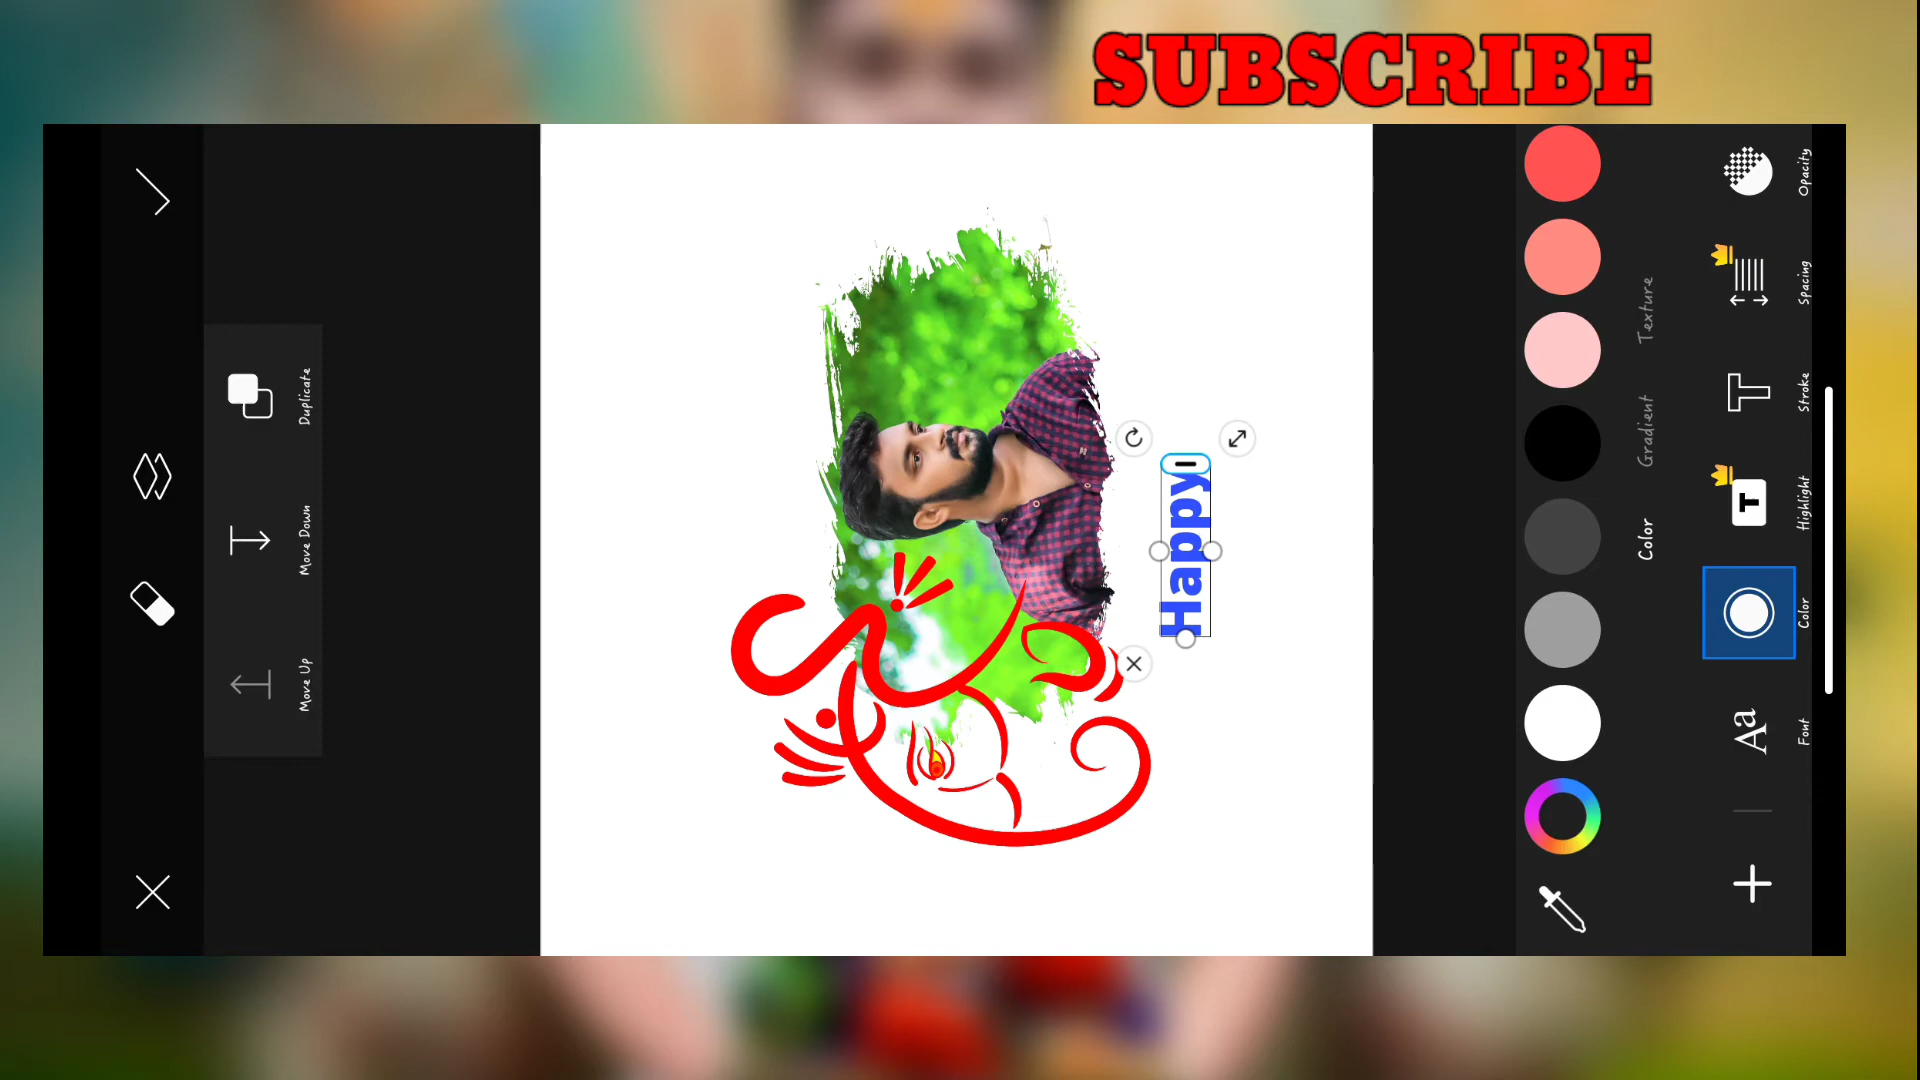 SUBSCRIBE
Duplicate
Move Down
Move Up
Happy
Texture
Gradient
Color
Opacity
Spacing
Stroke
T
Highlight
Color
Aa
Font